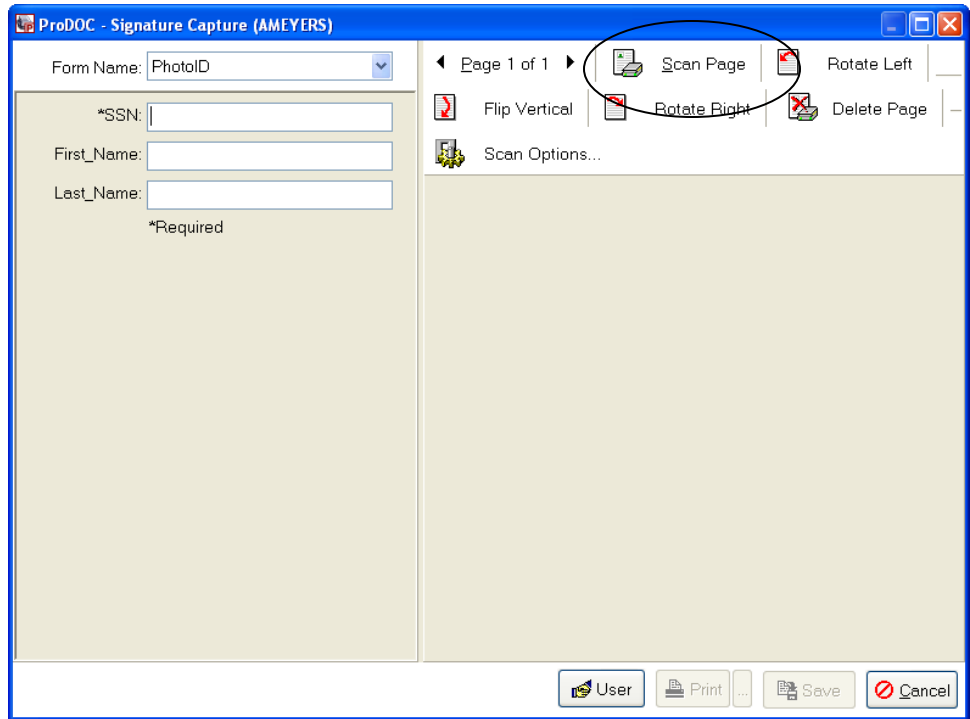 ProDOC - Signature Capture (AMEYERS)
Form Name: PhotoID
*SSN:
First_Name:
Last_Name:
*Required
Page 1 of 1 Scan Page Rotate Left
Flip Vertical Rotate Right Delete Page
Scan Options...
User Print ... Save Cancel